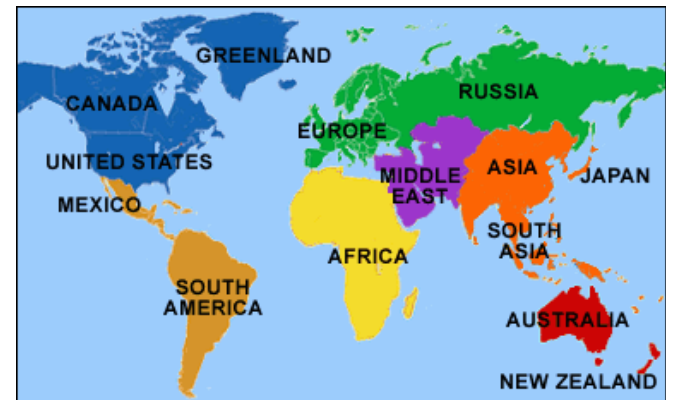 GREENLAND
CANADA
RUSSIA
EUROPE
UNITED STATES
ASIA
MIDDLE
EAST
JAPAN
MEXICO
SOUTH
ASIA
AFRICA
SOUTH
AMERICA
AUSTRALIA
NEW ZEALAND